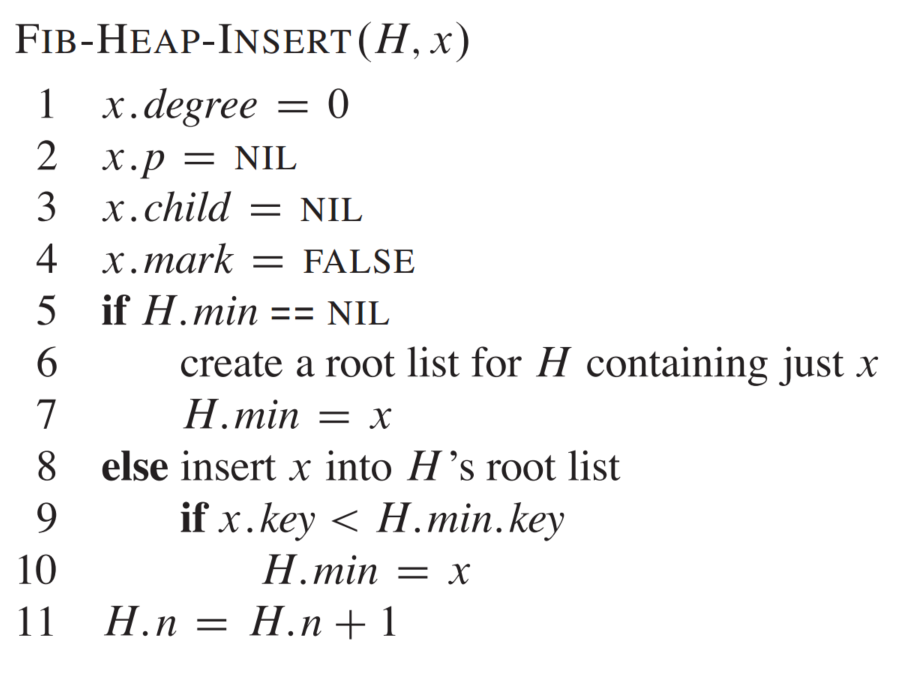 FIB-HEAP-INSERT(H, x)
1 x.degree = 0
2 x.p = NIL
3 x.child = NIL
4 x.mark = FALSE
5 if H.min == NIL
6 create a root list for H containing just x
7 H.min = x
8 else insert x into H's root list
9 if x.key < H.min.key
10 H.min = x
11 H.n = H.n + 1